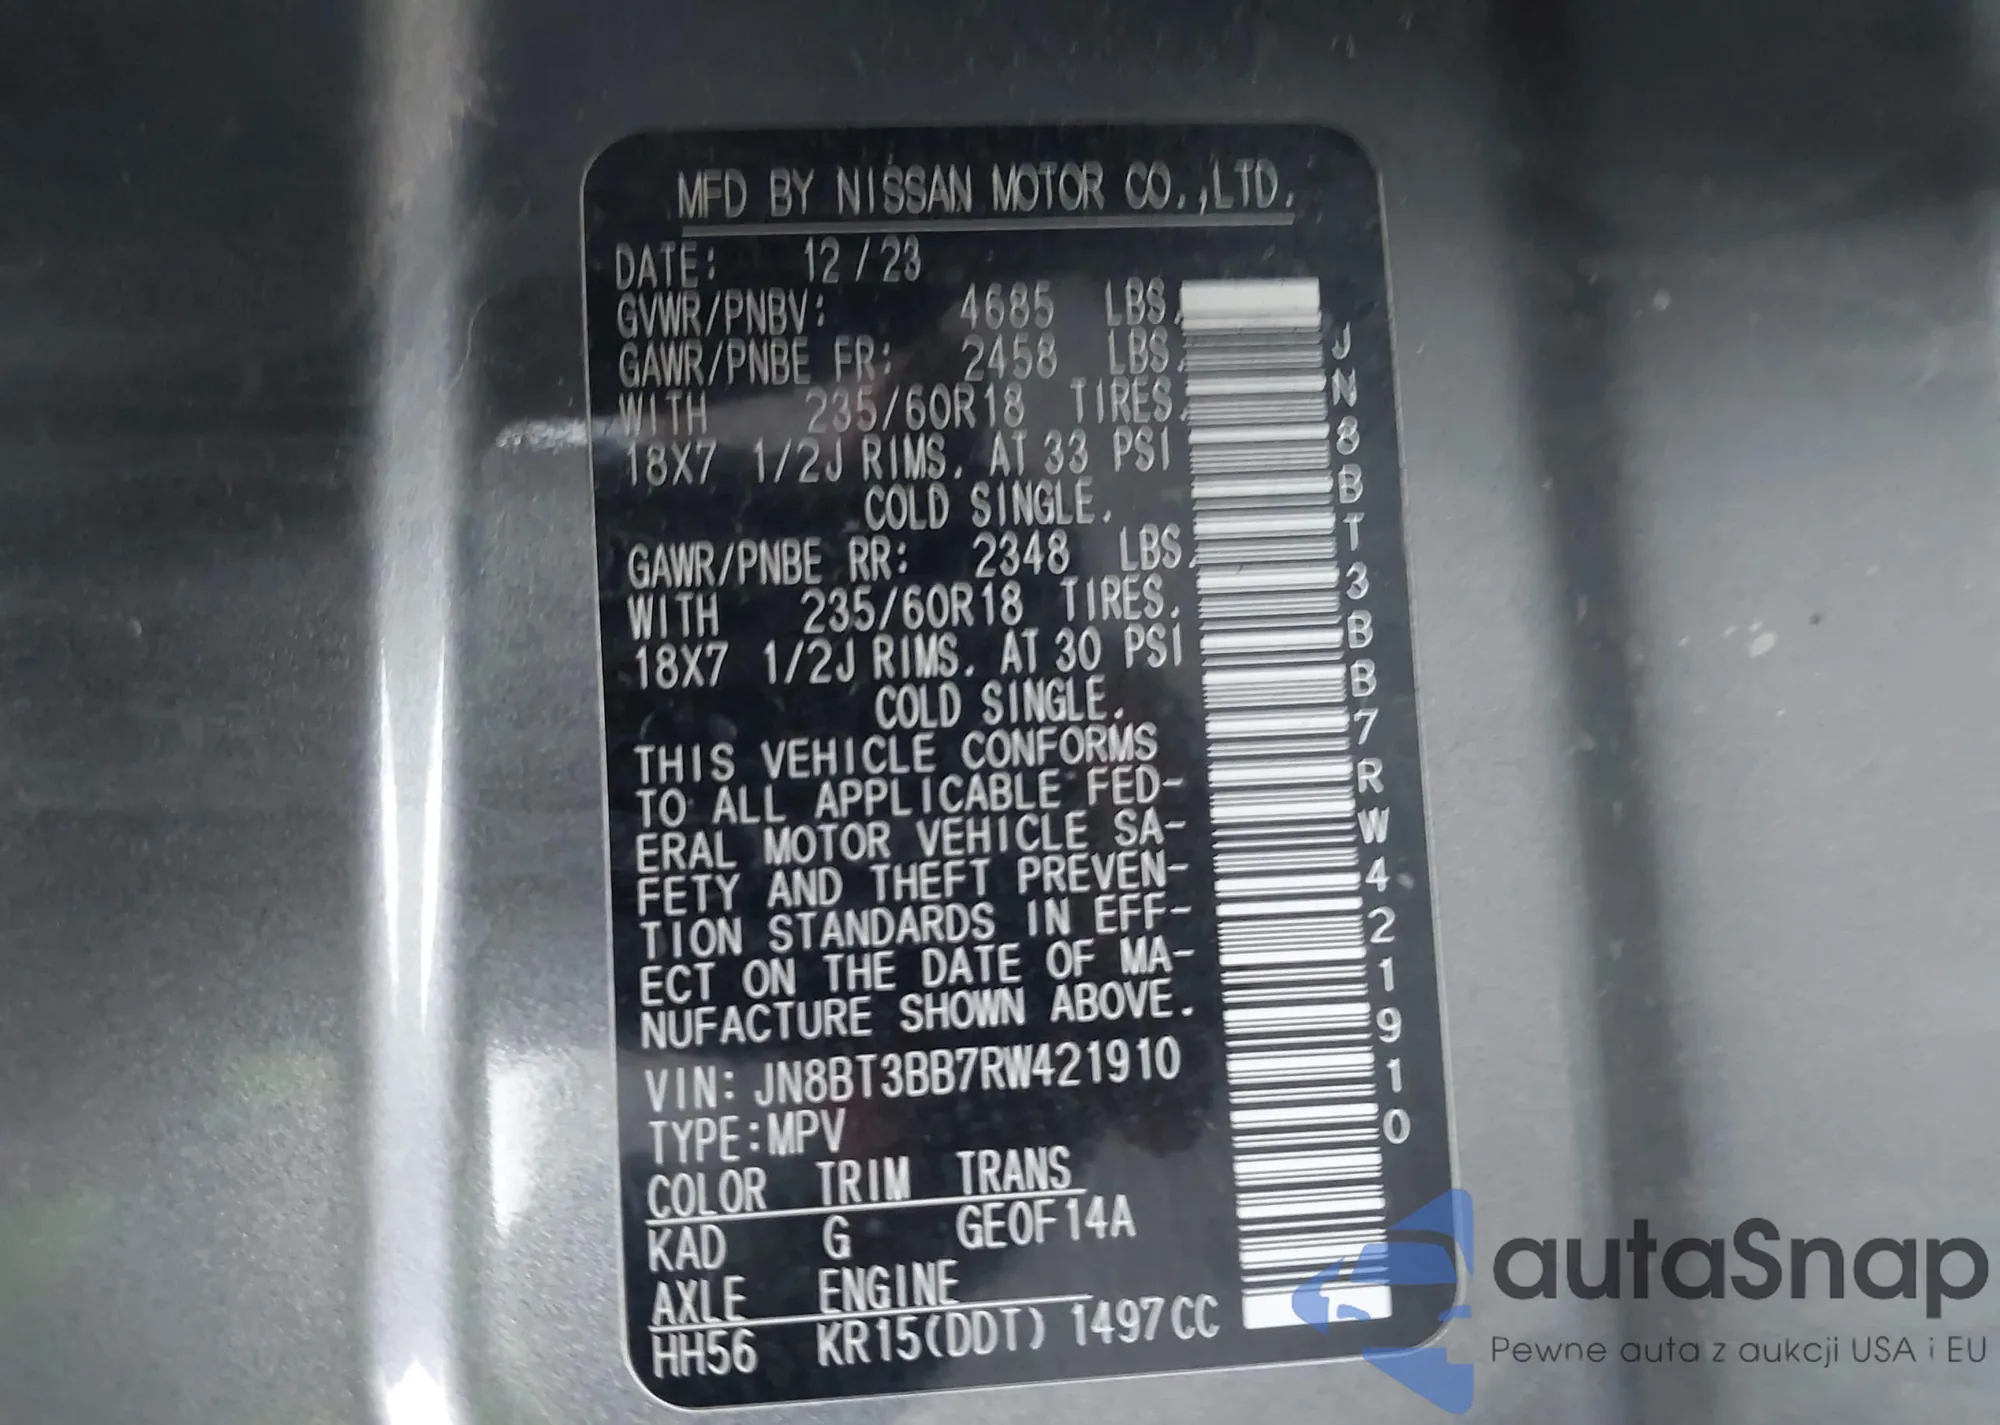 MFD BY NISSAN MOTOR CO.,LTD.
DATE: 12/23
GVWR/PNBV: 4685 LBS.
GAWR/PNBE FR: 2458 LBS.
WITH 235/60R18 TIRES.
18X7 1/2J RIMS. AT 33 PSI
COLD SINGLE.
GAWR/PNBE RR: 2348 LBS.
WITH 235/60R18 TIRES.
18X7 1/2J RIMS. AT 30 PSI
COLD SINGLE.
THIS VEHICLE CONFORMS
TO ALL APPLICABLE FED-
ERAL MOTOR VEHICLE SA-
FETY AND THEFT PREVEN-
TION STANDARDS IN EFF-
ECT ON THE DATE OF MA-
NUFACTURE SHOWN ABOVE.
VIN: JN8BT3BB7RW421910
TYPE:MPV
COLOR TRIM TRANS
KAD G GE0F14A
AXLE ENGINE
HH56 KR15(DDT) 1497CC
JN8BT3BB7RW421910
autaSnap
Pewne auta z aukcji USA i EU